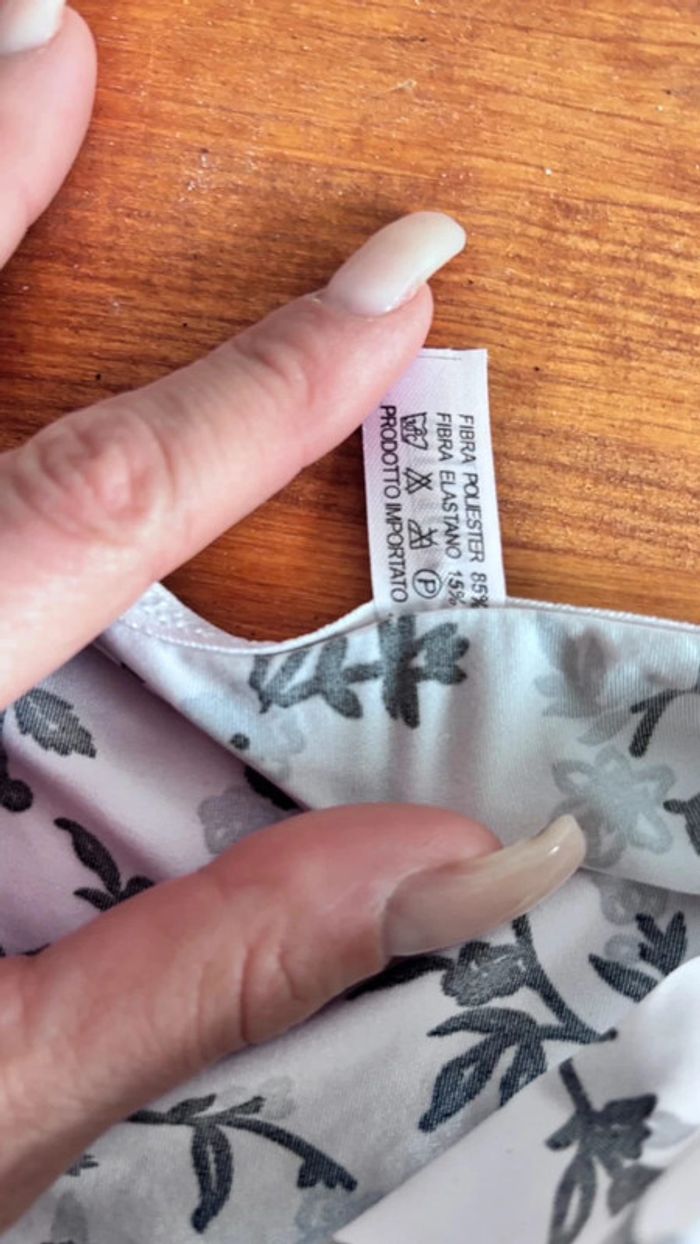 FIBRA POLIESTER 85%
FIBRA ELASTANO 15%
P
PRODOTTO IMPORTATO